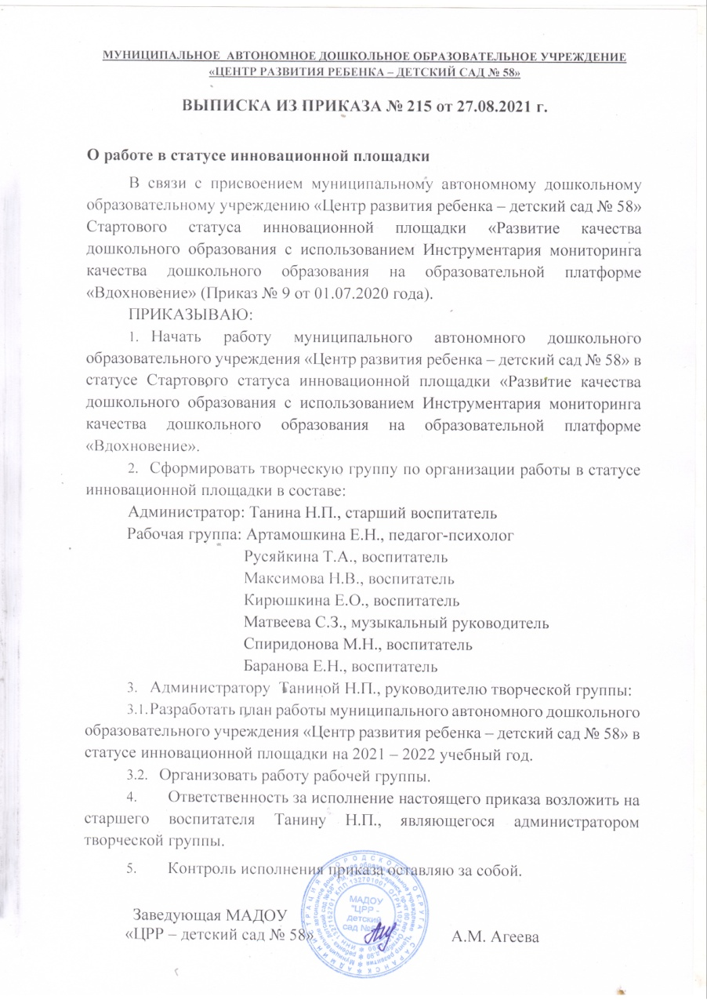 МУНИЦИПАЛЬНОЕ АВТОНОМНОЕ ДОШКОЛЬНОЕ ОБРАЗОВАТЕЛЬНОЕ УЧРЕЖДЕНИЕ
«ЦЕНТР РАЗВИТИЯ РЕБЕНКА – ДЕТСКИЙ САД № 58»
ВЫПИСКА ИЗ ПРИКАЗА № 215 от 27.08.2021 г.
О работе в статусе инновационной площадки
В связи с присвоением муниципальному автономному дошкольному
образовательному учреждению «Центр развития ребенка – детский сад № 58»
Стартового статуса инновационной площадки «Развитие качества
дошкольного образования с использованием Инструментария мониторинга
качества дошкольного образования на образовательной платформе
«Вдохновение» (Приказ № 9 от 01.07.2020 года).
ПРИКАЗЫВАЮ:
1. Начать работу муниципального автономного дошкольного
образовательного учреждения «Центр развития ребенка – детский сад № 58» в
статусе Стартового статуса инновационной площадки «Развитие качества
дошкольного образования с использованием Инструментария мониторинга
качества дошкольного образования на образовательной платформе
«Вдохновение».
2. Сформировать творческую группу по организации работы в статусе
инновационной площадки в составе:
Администратор: Танина Н.П., старший воспитатель
Рабочая группа: Артамошкина Е.Н., педагог-психолог
Русяйкина Т.А., воспитатель
Максимова Н.В., воспитатель
Кирюшкина Е.О., воспитатель
Матвеева С.З., музыкальный руководитель
Спиридонова М.Н., воспитатель
Баранова Е.Н., воспитатель
3. Администратору Таниной Н.П., руководителю творческой группы:
3.1.Разработать план работы муниципального автономного дошкольного
образовательного учреждения «Центр развития ребенка – детский сад № 58» в
статусе инновационной площадки на 2021 – 2022 учебный год.
3.2. Организовать работу рабочей группы.
4. Ответственность за исполнение настоящего приказа возложить на
старшего воспитателя Танину Н.П., являющегося администратором
творческой группы.
5. Контроль исполнения приказа оставляю за собой.
Заведующая МАДОУ
«ЦРР – детский сад № 58» А.М. Агеева
МАДОУ
"ЦРР -
детский